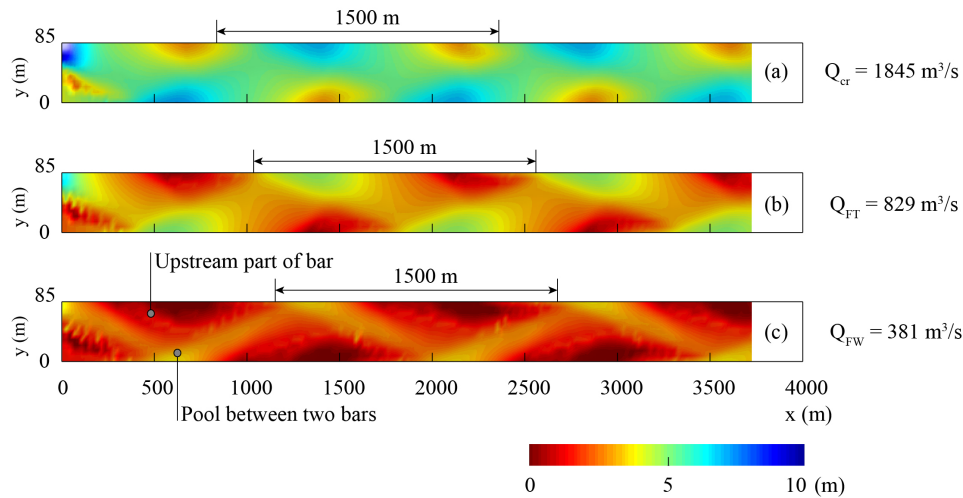 1500 m
85
y (m)
0
(a)
Q_cr = 1845 m³/s
1500 m
85
y (m)
0
(b)
Q_FT = 829 m³/s
Upstream part of bar
1500 m
85
y (m)
0
(c)
Q_FW = 381 m³/s
0 500 1000 1500 2000 2500 3000 3500 4000
Pool between two bars
x (m)
0 5 10 (m)